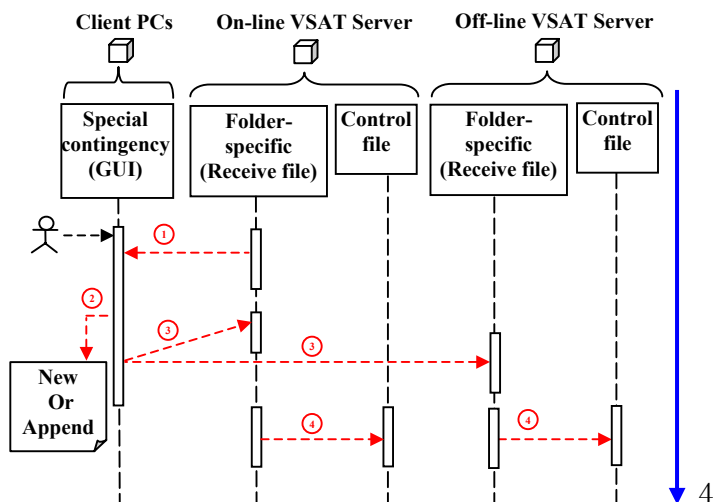 Client PCs
On-line VSAT Server
Off-line VSAT Server
Special
contingency
(GUI)
Folder-
specific
(Receive file)
Control
file
Folder-
specific
(Receive file)
Control
file
1
2
3
3
New
Or
Append
4
4
4